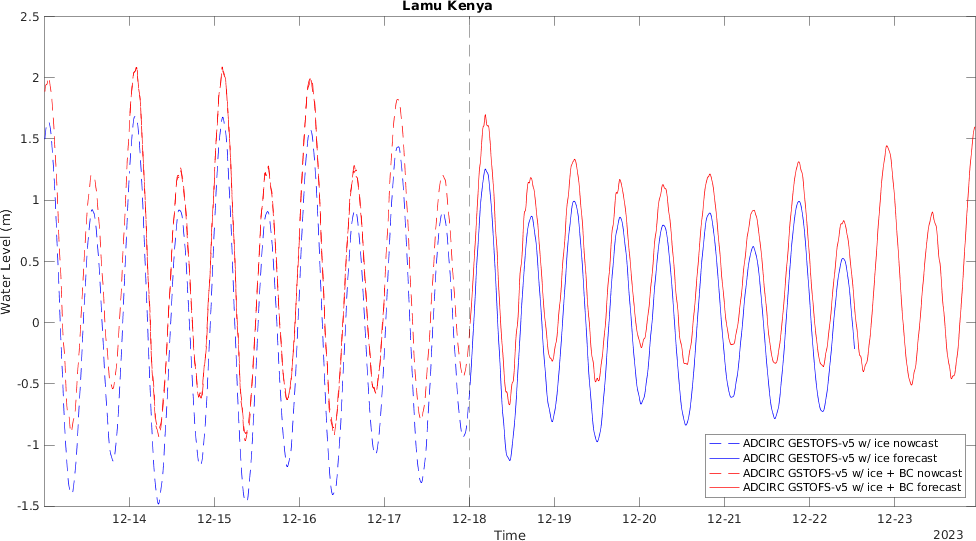 Lamu Kenya
2.5
2
1.5
1
0.5
0
-0.5
-1
-1.5
Water Level (m)
12-14 12-15 12-16 12-17 12-18 12-19 12-20 12-21 12-22 12-23
Time
2023
ADCIRC GESTOFS-v5 w/ ice nowcast
ADCIRC GESTOFS-v5 w/ ice forecast
ADCIRC GSTOFS-v5 w/ ice + BC nowcast
ADCIRC GSTOFS-v5 w/ ice + BC forecast